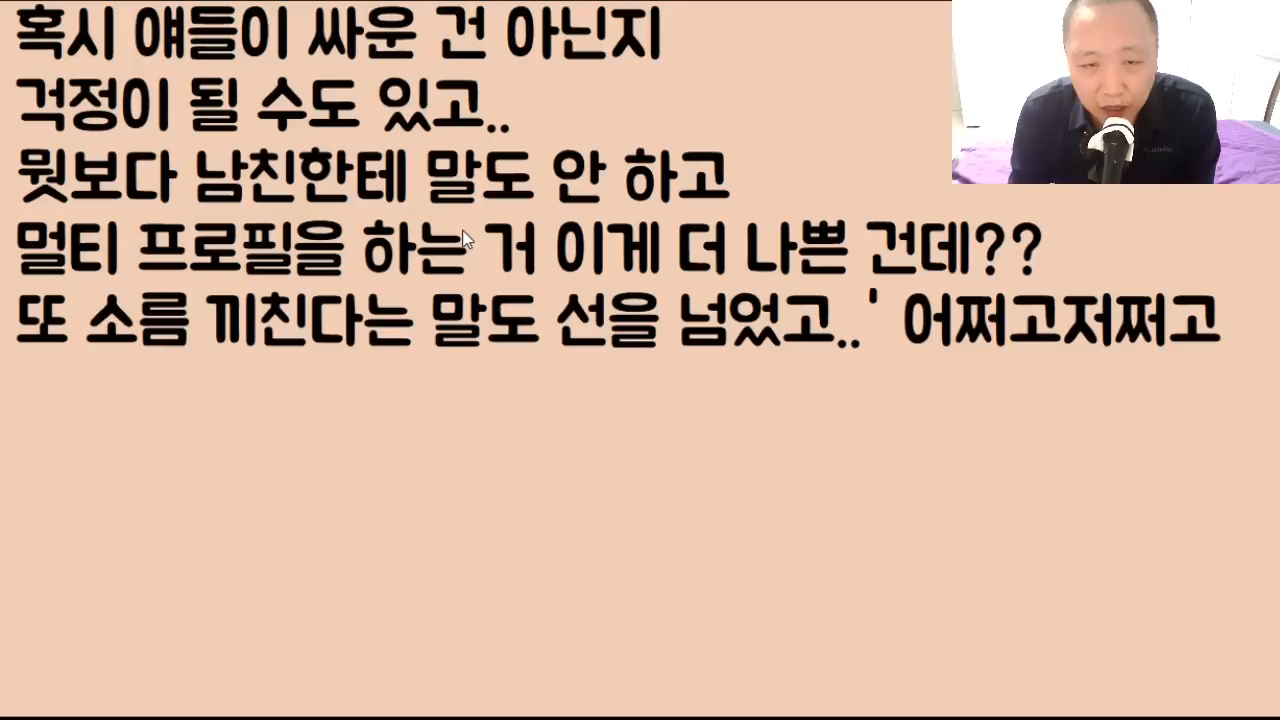 혹시 얘들이 싸운 건 아닌지
걱정이 될 수도 있고..
뭣보다 남친한테 말도 안 하고
멀티 프로필을 하는 거 이게 더 나쁜 건데??
또 소름 끼친다는 말도 선을 넘었고..' 어쩌고저쩌고